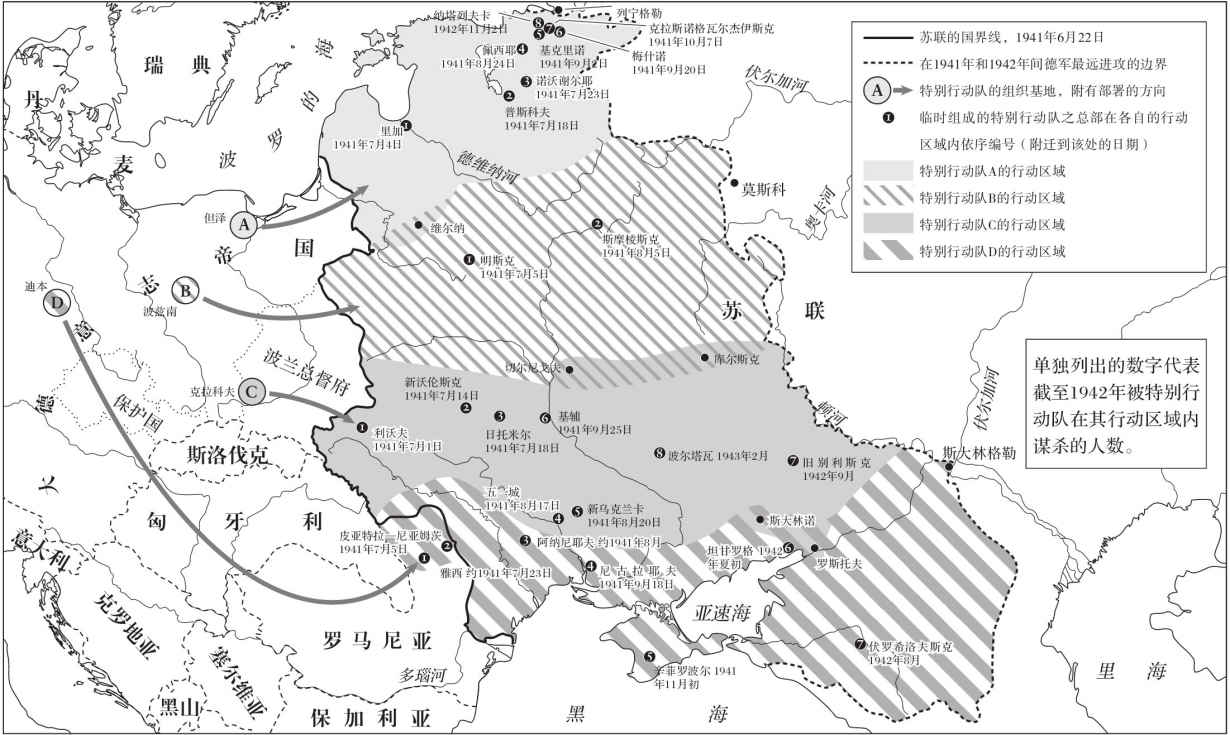 纳塔列夫卡
1942年11月2日
列宁格勒
克拉斯诺格瓦尔杰伊斯克
1941年10月7日
梅什诺
1941年9月20日
佩西耶
1941年8月24日
基克里诺
1941年9月2日
诺沃谢尔耶
1941年7月23日
普斯科夫
1941年7月18日
里加
1941年7月4日
瑞典
丹
麦
波罗的海
伏尔加河
德维纳河
莫斯科
奥卡河
苏联的国界线，1941年6月22日
在1941年和1942年间德军最远进攻的边界
A 特别行动队的组织基地，附有部署的方向
1 临时组成的特别行动队之总部在各自的行动
区域内依序编号（附迁到该处的日期）
特别行动队A的行动区域
特别行动队B的行动区域
特别行动队C的行动区域
特别行动队D的行动区域
但泽
A
维尔纳
斯摩棱斯克
1941年8月5日
明斯克
1941年7月5日
大德意志帝国
迪本
D
B
波兹南
苏联
波兰总督府
克拉科夫
C
保护国
斯洛伐克
切尔尼戈夫
库尔斯克
新沃伦斯克
1941年7月14日
日托米尔
1941年7月18日
基辅
1941年9月25日
利沃夫
1941年7月1日
波尔塔瓦 1943年2月
旧别利斯克
1942年9月
顿河
伏尔加河
斯大林格勒
单独列出的数字代表
截至1942年被特别行
动队在其行动区域内
谋杀的人数。
匈牙利
意大利
1941年8月17日
新乌克兰卡
1941年8月20日
皮亚特拉—尼亚姆茨
1941年7月5日
雅西 约1941年7月23日
阿纳尼耶夫 约1941年8月
尼古拉耶夫
1941年9月18日
斯大林诺
坦甘罗格 1942
年夏初
罗斯托夫
亚速海
伏罗希洛夫斯克
1942年8月
辛菲罗波尔 1941
年11月初
克罗地亚
塞尔维亚
黑山
罗马尼亚
多瑙河
保加利亚
黑海
里海